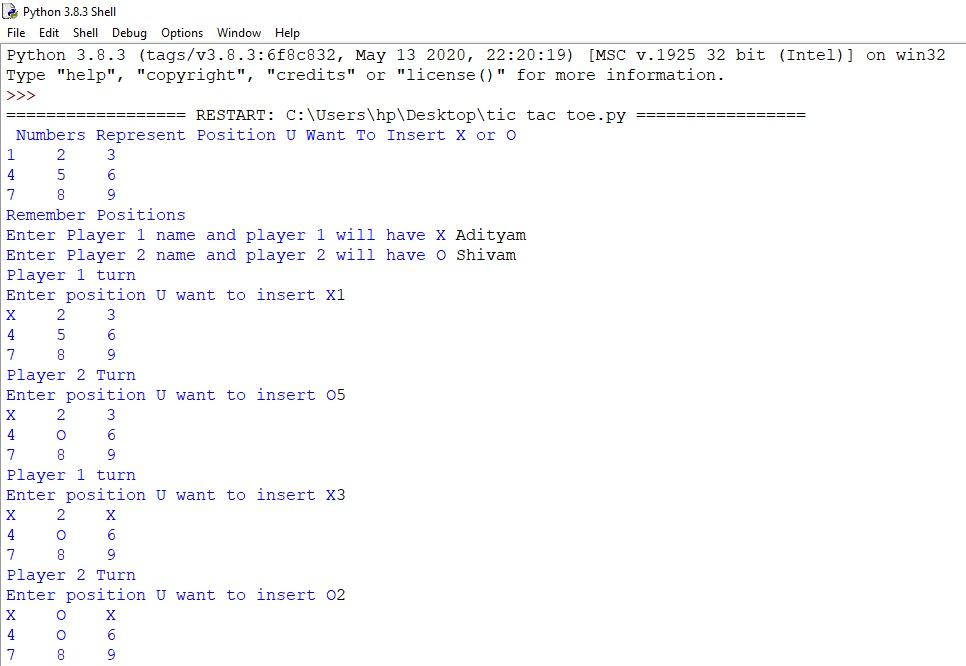 Python 3.8.3 Shell
File Edit Shell Debug Options Window Help
Python 3.8.3 (tags/v3.8.3:6f8c832, May 13 2020, 22:20:19) [MSC v.1925 32 bit (Intel)] on win32
Type "help", "copyright", "credits" or "license()" for more information.
>>>
================== RESTART: C:\Users\hp\Desktop\tic tac toe.py =================
 Numbers Represent Position U Want To Insert X or O
1    2    3
4    5    6
7    8    9
Remember Positions
Enter Player 1 name and player 1 will have X Adityam
Enter Player 2 name and player 2 will have O Shivam
Player 1 turn
Enter position U want to insert X1
X    2    3
4    5    6
7    8    9
Player 2 Turn
Enter position U want to insert O5
X    2    3
4    O    6
7    8    9
Player 1 turn
Enter position U want to insert X3
X    2    X
4    O    6
7    8    9
Player 2 Turn
Enter position U want to insert O2
X    O    X
4    O    6
7    8    9